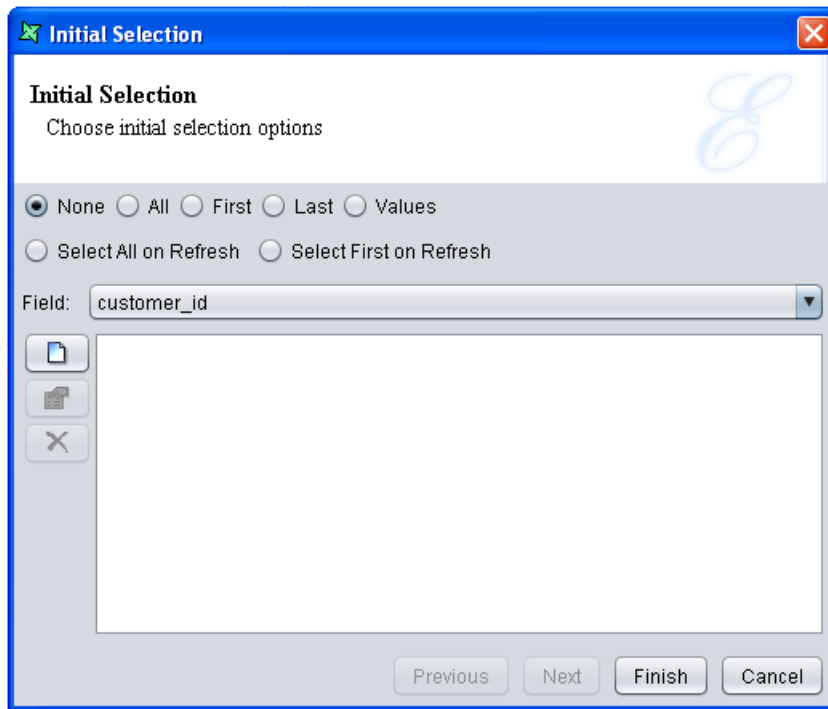 Initial Selection
Initial Selection
Choose initial selection options
None All First Last Values
Select All on Refresh Select First on Refresh
Field: customer_id
Previous Next Finish Cancel